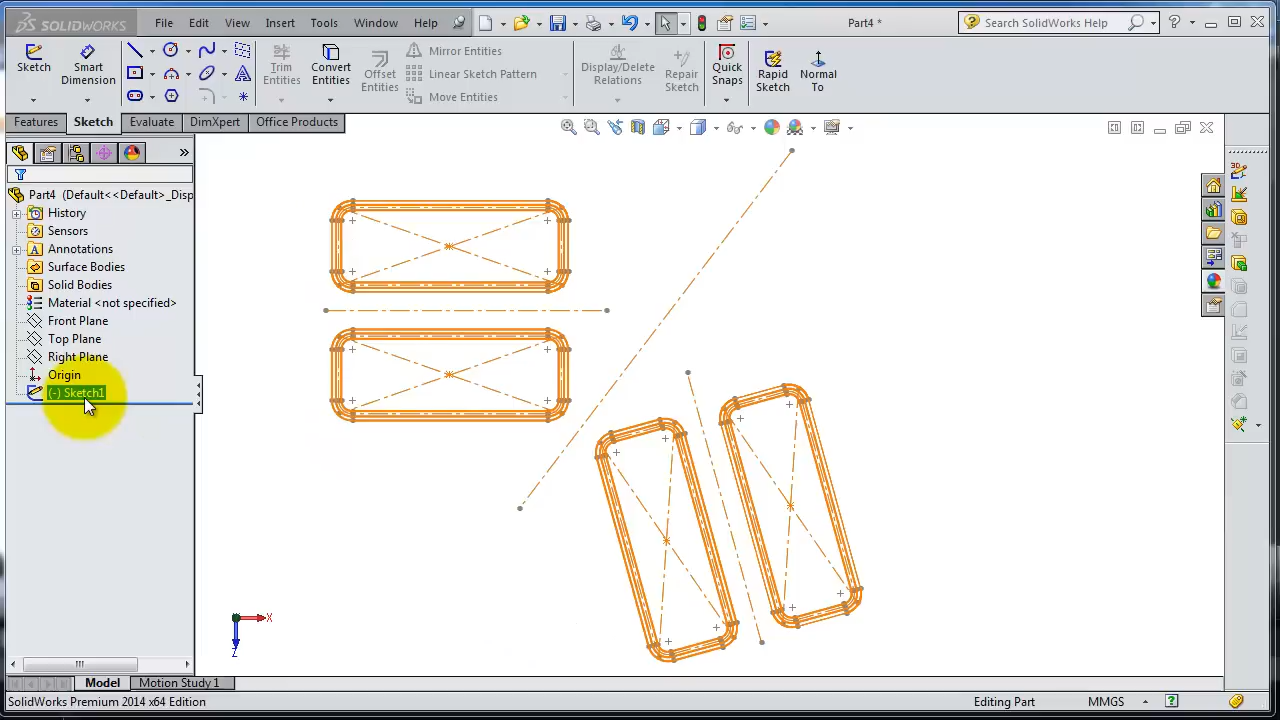 SOLIDWORKS File Edit View Insert Tools Window Help Part4 * Search SolidWorks Help
Sketch
Smart
Dimension
Trim
Entities
Convert
Entities
Offset
Entities
Mirror Entities
Linear Sketch Pattern
Move Entities
Display/Delete
Relations
Repair
Sketch
Quick
Snaps
Rapid
Sketch
Normal
To
Features Sketch Evaluate DimXpert Office Products
Part4 (Default<<Default>_Disp
History
Sensors
Annotations
Surface Bodies
Solid Bodies
Material <not specified>
Front Plane
Top Plane
Right Plane
Origin
(-) Sketch1
X
Z
Model Motion Study 1
SolidWorks Premium 2014 x64 Edition Editing Part MMGS